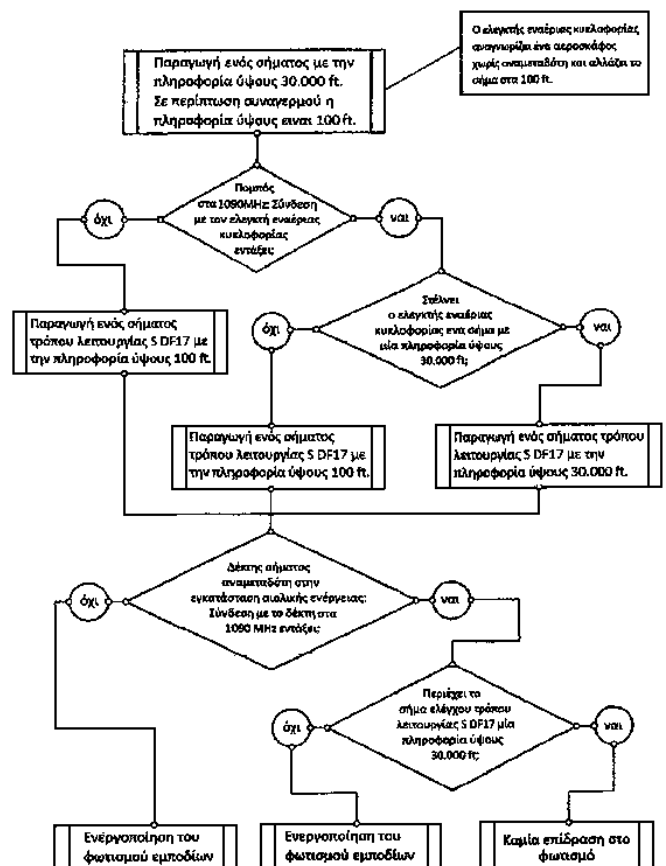 Ο ελεγκτής εναέριας κυκλοφορίας
αναγνωρίζει ένα αεροσκάφος
χωρίς αναμεταδότη και αλλάζει το
σήμα στα 100 ft.
Παραγωγή ενός σήματος με την
πληροφορία ύψους 30.000 ft.
Σε περίπτωση συναγερμού η
πληροφορία ύψους ειναι 100 ft.
Πομπός
στα 1090MHz: Σύνδεση
με τον ελεγκτή εναέριας
κυκλοφορίας
εντάξει;
όχι
ναι
Στέλνει
ο ελεγκτής εναέριας
κυκλοφορίας ενα σήμα με
μία πληροφορία ύψους
30.000 ft;
όχι
ναι
Παραγωγή ενός σήματος
τρόπου λειτουργίας S DF17 με
την πληροφορία ύψους 100 ft.
Παραγωγή ενός σήματος
τρόπου λειτουργίας S DF17 με
την πληροφορία ύψους 100 ft.
Παραγωγή ενός σήματος τρόπου
λειτουργίας S DF17 με την
πληροφορία ύψους 30.000 ft.
Δέκτης σήματος
αναμεταδότη στην
εγκατάσταση αιολικής ενέργειας:
Σύνδεση με το δέκτη στα
1090 MHz εντάξει;
όχι
ναι
Περιέχει το
σήμα ελέγχου τρόπου
λειτουργίας S DF17 μία
πληροφορία ύψους
30.000 ft;
όχι
ναι
Ενέργοποίηση του
φωτισμού εμποδίων
Ενεργοποίηση του
φωτισμού εμποδίων
Καμία επίδραση στο
φωτισμό